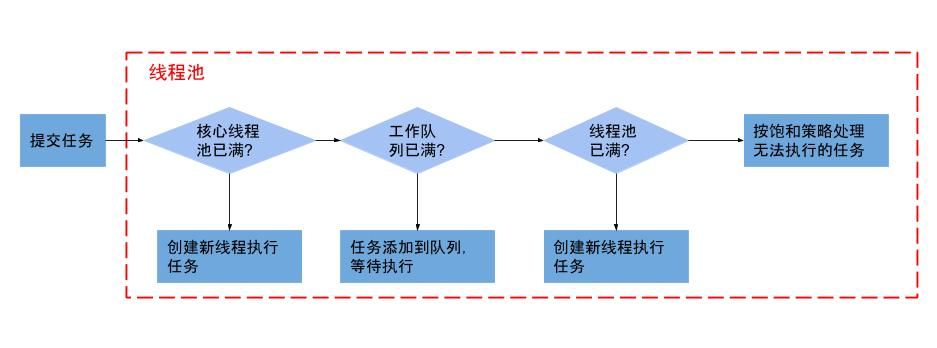 线程池
提交任务
核心线程
池已满?
工作队
列已满?
线程池
已满?
按饱和策略处理
无法执行的任务
创建新线程执行
任务
任务添加到队列,
等待执行
创建新线程执行
任务